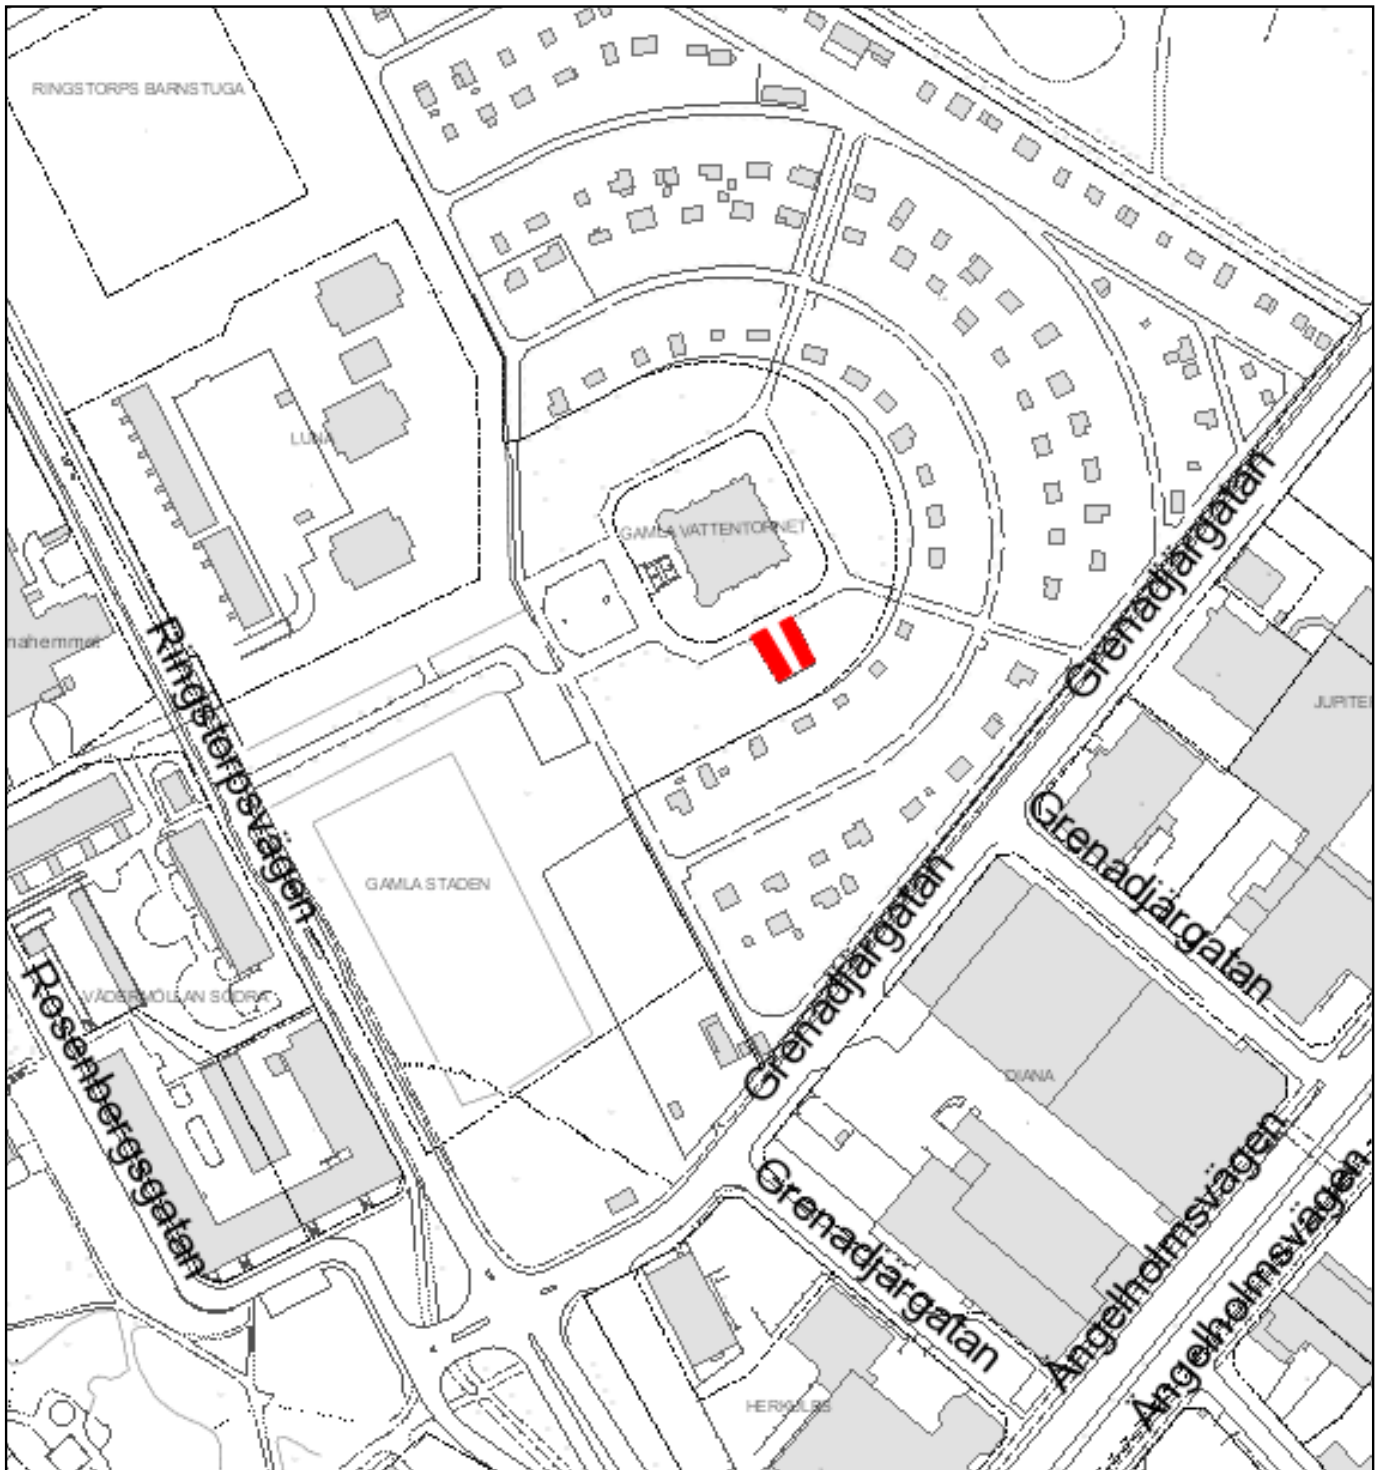 RINGSTORPS BARNSTUGA
LUNA
GAMLA VATTENTORNET
Grenadjärgatan
Ringstorpsvägen
JUPITE
Grenadjärgatan
GAMLA STADEN
Grenadjärgatan
VÄDERMÖLLAN SÖDRA
Rosenbergsgatan
DIANA
Grenadjärgatan
Ängelholmsvägen
Ängelholmsvägen
HERKULES